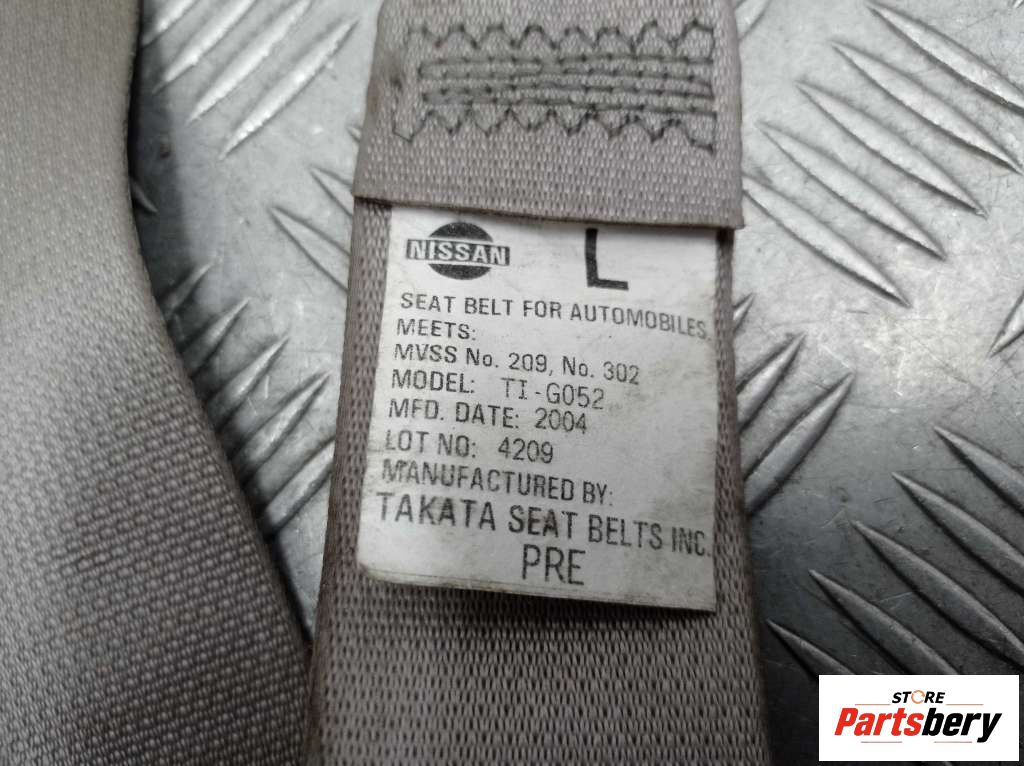 NISSAN L
SEAT BELT FOR AUTOMOBILES
MEETS:
MVSS No. 209, No. 302
MODEL: TI-G052
MFD. DATE: 2004
LOT NO: 4209
MANUFACTURED BY:
TAKATA SEAT BELTS INC.
PRE
STORE
Partsbery